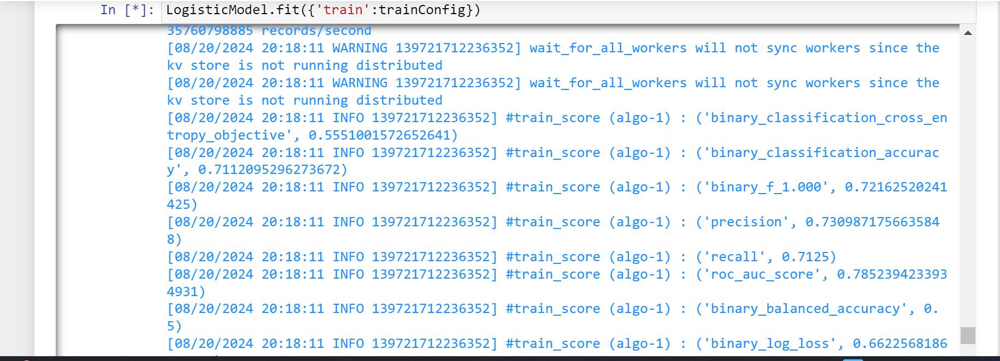 In [*]: LogisticModel.fit({'train':trainConfig})
35760798885 records/second
[08/20/2024 20:18:11 WARNING 139721712236352] wait_for_all_workers will not sync workers since the
kv store is not running distributed
[08/20/2024 20:18:11 WARNING 139721712236352] wait_for_all_workers will not sync workers since the
kv store is not running distributed
[08/20/2024 20:18:11 INFO 139721712236352] #train_score (algo-1) : ('binary_classification_cross_en
tropy_objective', 0.5551001572652641)
[08/20/2024 20:18:11 INFO 139721712236352] #train_score (algo-1) : ('binary_classification_accurac
y', 0.7112095296273672)
[08/20/2024 20:18:11 INFO 139721712236352] #train_score (algo-1) : ('binary_f_1.000', 0.72162520241
425)
[08/20/2024 20:18:11 INFO 139721712236352] #train_score (algo-1) : ('precision', 0.730987175663584
8)
[08/20/2024 20:18:11 INFO 139721712236352] #train_score (algo-1) : ('recall', 0.7125)
[08/20/2024 20:18:11 INFO 139721712236352] #train_score (algo-1) : ('roc_auc_score', 0.785239423393
4931)
[08/20/2024 20:18:11 INFO 139721712236352] #train_score (algo-1) : ('binary_balanced_accuracy', 0.
5)
[08/20/2024 20:18:11 INFO 139721712236352] #train_score (algo-1) : ('binary_log_loss', 0.6622568186